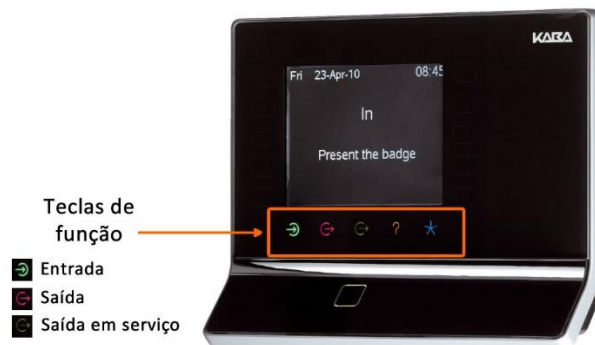 KABA
Fri 23-Apr-10 08:45
In
Present the badge
?
Teclas de
função
Entrada
Saída
Saída em serviço